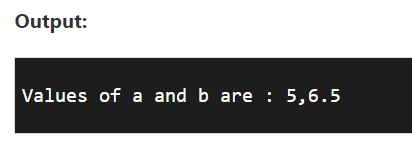 Output:
Values of a and b are : 5,6.5